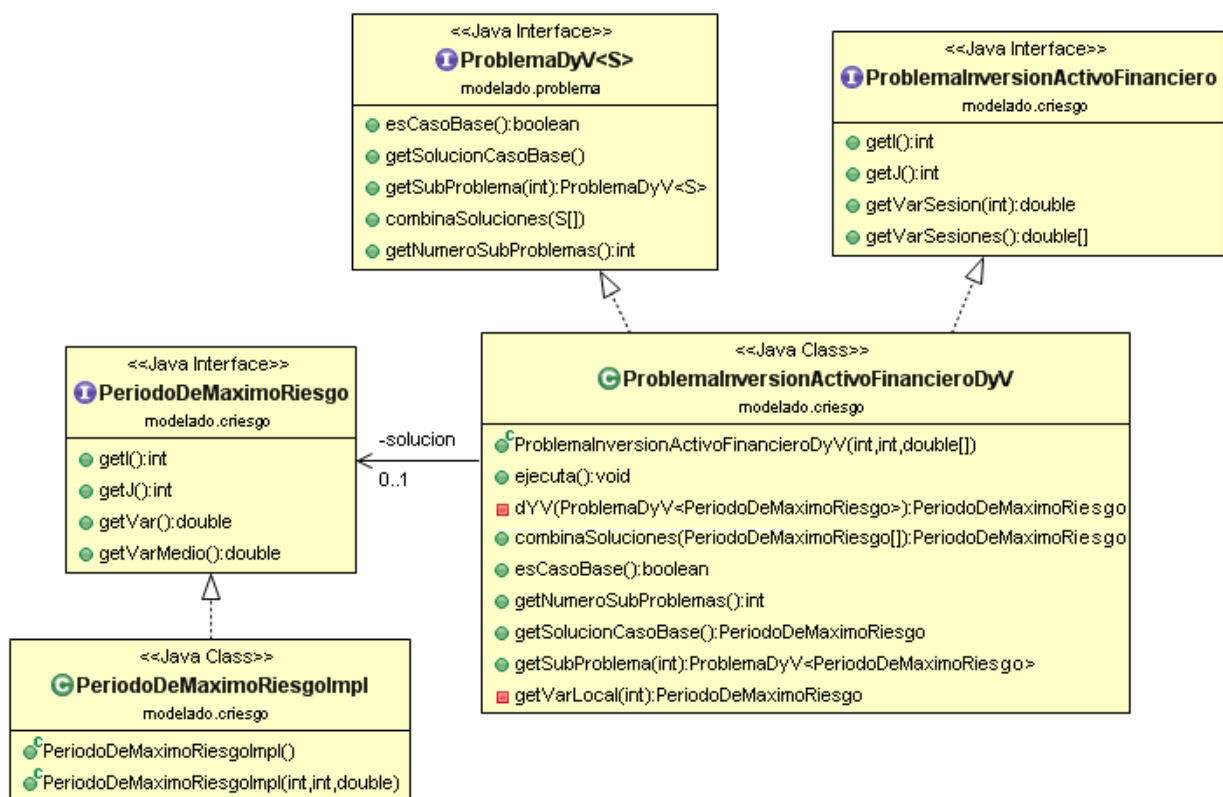 <<Java Interface>>
I ProblemaDyV<S>
modelado.problema
esCasoBase():boolean
getSolucionCasoBase()
getSubProblema(int):ProblemaDyV<S>
combinaSoluciones(S[])
getNumeroSubProblemas():int
<<Java Interface>>
I ProblemaInversionActivoFinanciero
modelado.criesgo
getI():int
getJ():int
getVarSesion(int):double
getVarSesiones():double[]
<<Java Interface>>
I PeriodoDeMaximoRiesgo
modelado.criesgo
getI():int
getJ():int
getVar():double
getVarMedio():double
-solucion
0..1
<<Java Class>>
C ProblemaInversionActivoFinancieroDyV
modelado.criesgo
C ProblemaInversionActivoFinancieroDyV(int,int,double[])
ejecuta():void
dYV(ProblemaDyV<PeriodoDeMaximoRiesgo>):PeriodoDeMaximoRiesgo
combinaSoluciones(PeriodoDeMaximoRiesgo[]):PeriodoDeMaximoRiesgo
esCasoBase():boolean
getNumeroSubProblemas():int
getSolucionCasoBase():PeriodoDeMaximoRiesgo
getSubProblema(int):ProblemaDyV<PeriodoDeMaximoRiesgo>
getVarLocal(int):PeriodoDeMaximoRiesgo
<<Java Class>>
C PeriodoDeMaximoRiesgoImpl
modelado.criesgo
C PeriodoDeMaximoRiesgoImpl()
C PeriodoDeMaximoRiesgoImpl(int,int,double)